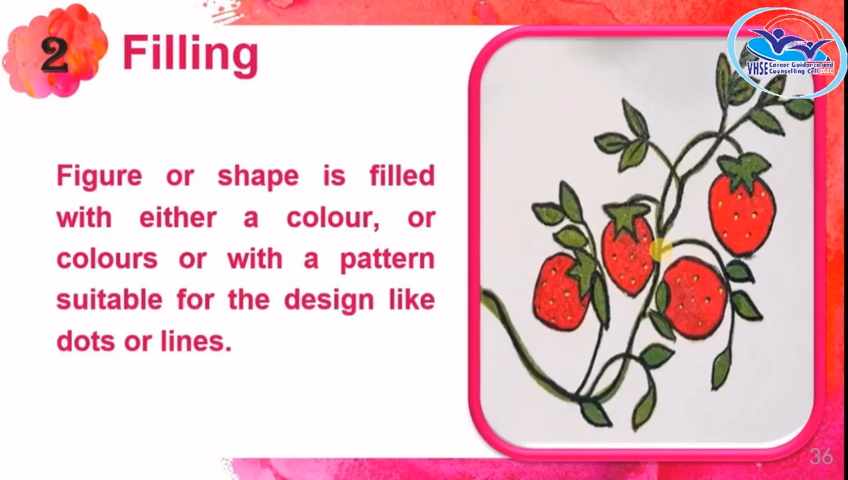 2 Filling
Figure or shape is filled
with either a colour, or
colours or with a pattern
suitable for the design like
dots or lines.
VHSE Career Guidance and
Counselling Cell
36